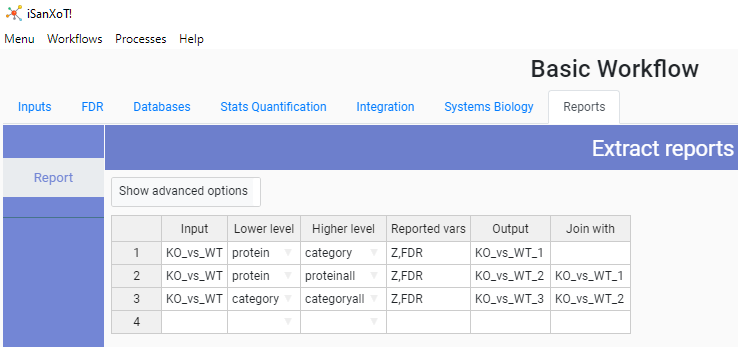 iSanXoT!
Menu Workflows Processes Help
Basic Workflow
Inputs FDR Databases Stats Quantification Integration Systems Biology Reports
Report
Extract reports
Show advanced options
Input Lower level Higher level Reported vars Output Join with
1 KO_vs_WT protein category Z,FDR KO_vs_WT_1
2 KO_vs_WT protein proteinall Z,FDR KO_vs_WT_2 KO_vs_WT_1
3 KO_vs_WT category categoryall Z,FDR KO_vs_WT_3 KO_vs_WT_2
4